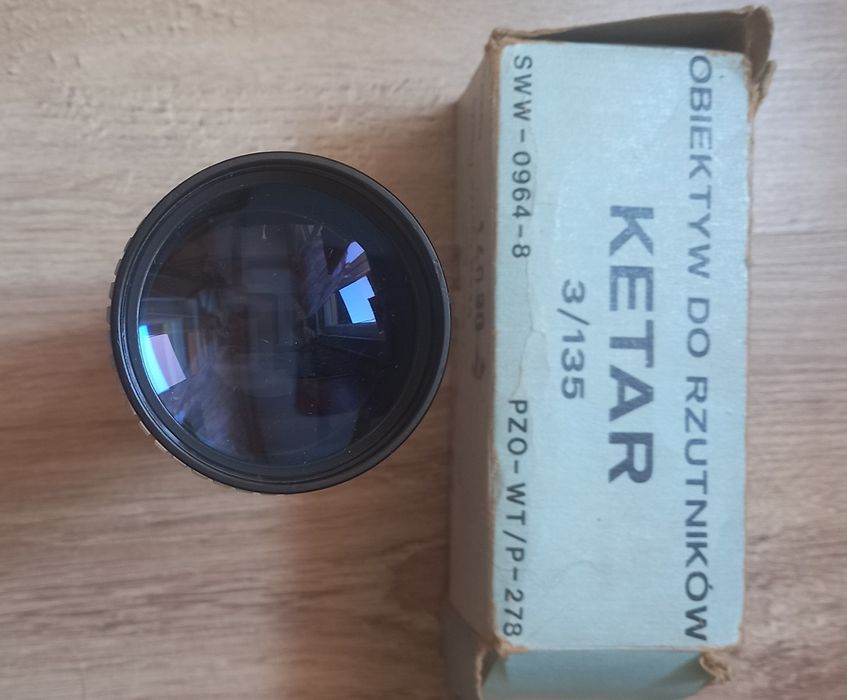 OBIEKTYW DO RZUTNIKÓW
KETAR
3/135
SWW-0964-8 PZO-WT/P-278